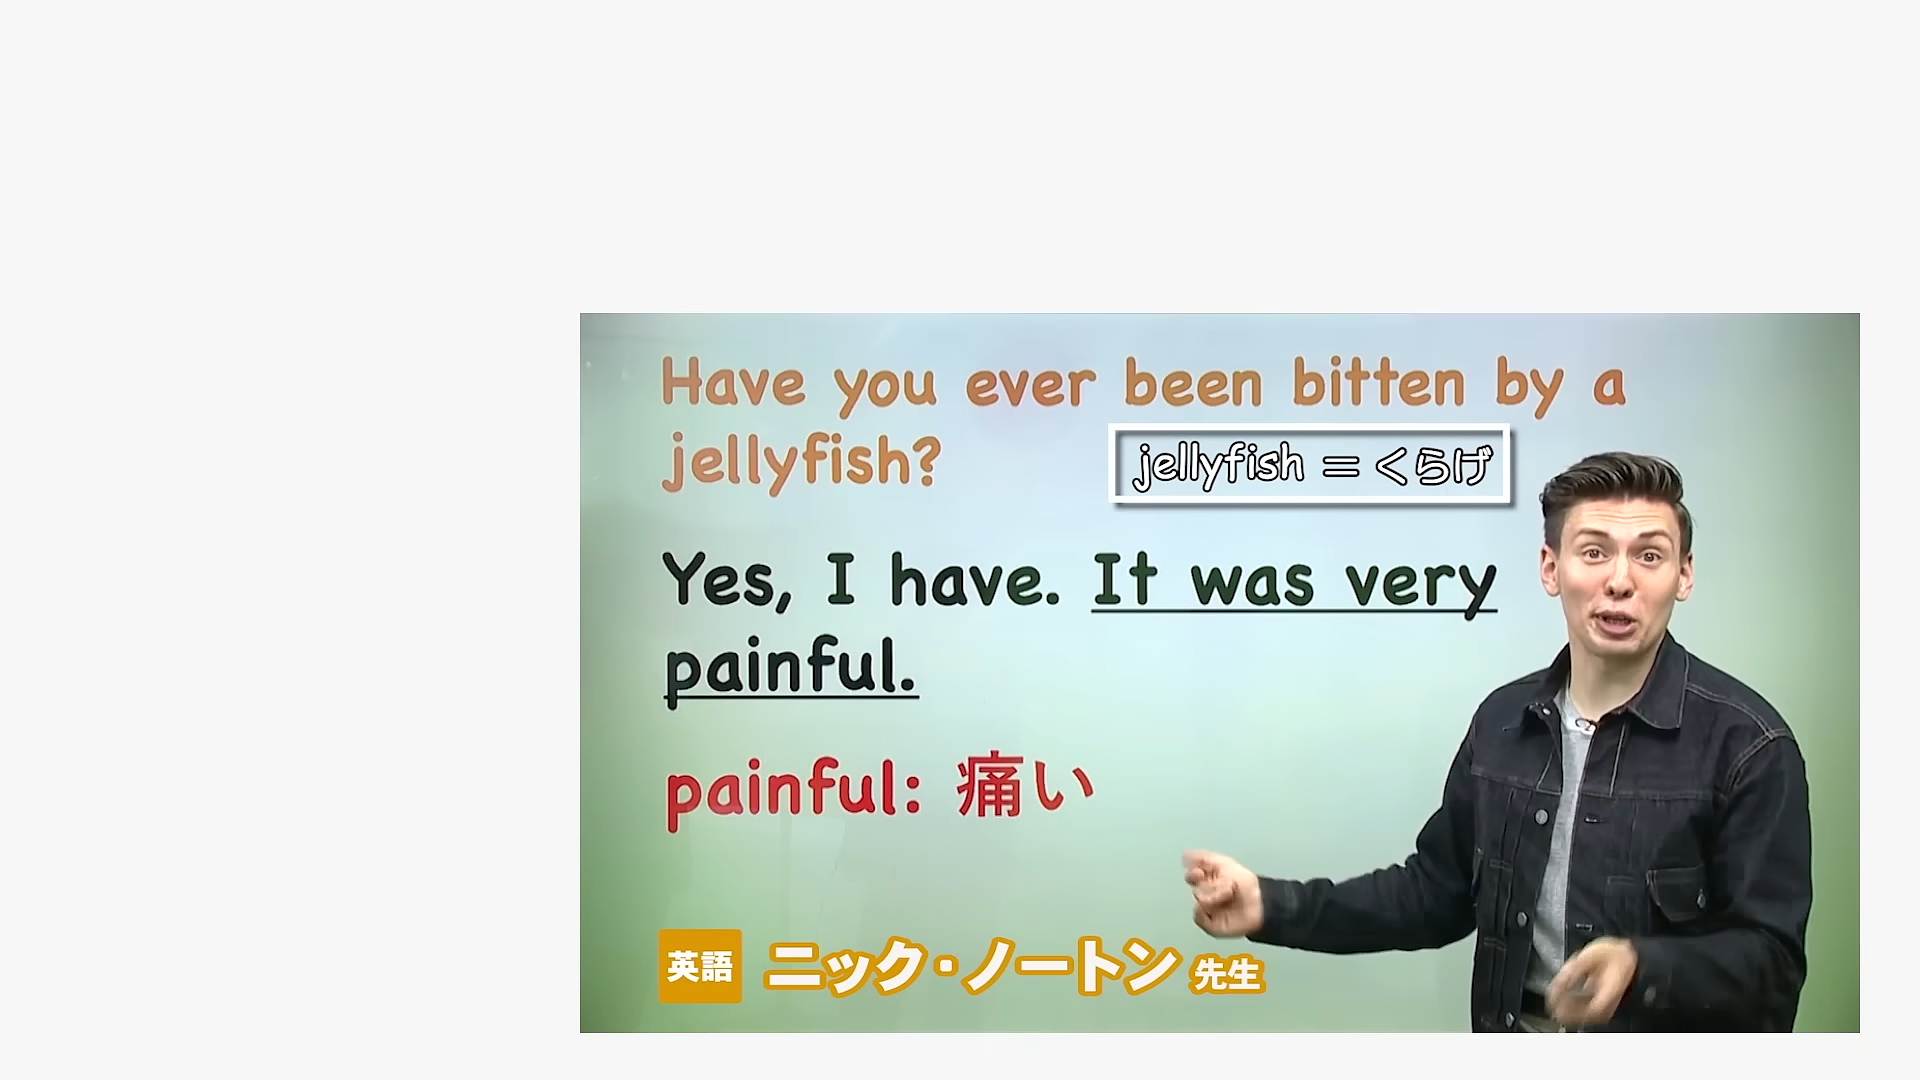 Have you ever been bitten by a
jellyfish?
jellyfish = くらげ
Yes, I have. It was very
painful.
painful: 痛い
英語 ニック・ノートン 先生